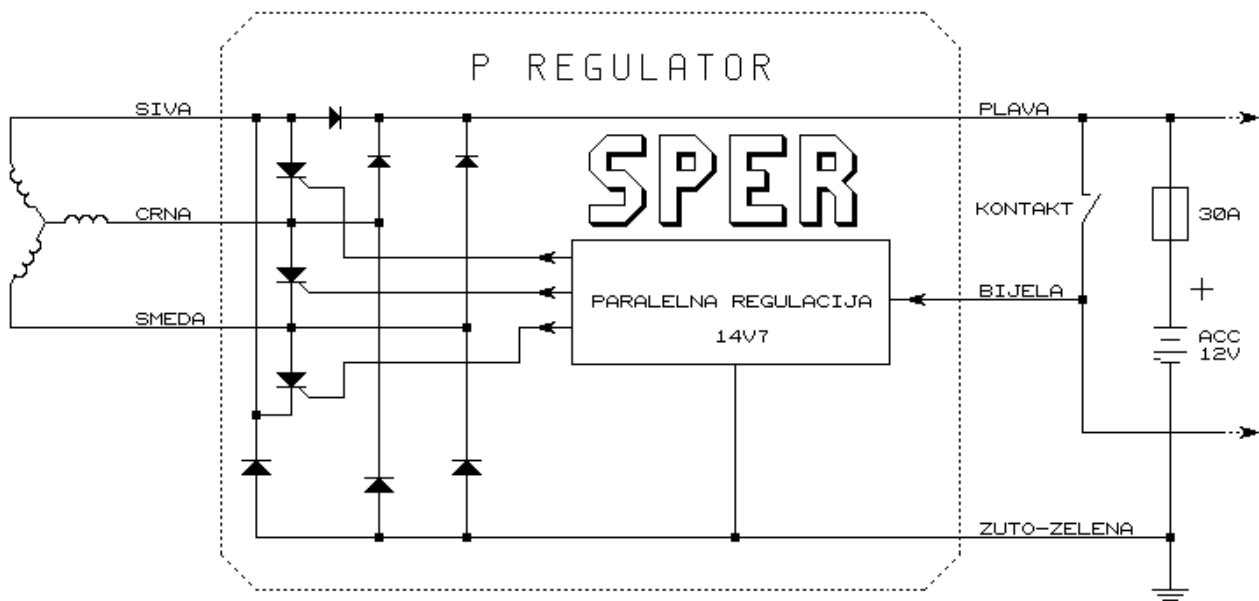 P REGULATOR
SIVA
PLAVA
SPER
CRNA
KONTAKT
30A
PARALELNA REGULACIJA
14V7
BIJELA
+
SMEDA
ACC
12V
ZUTO-ZELENA